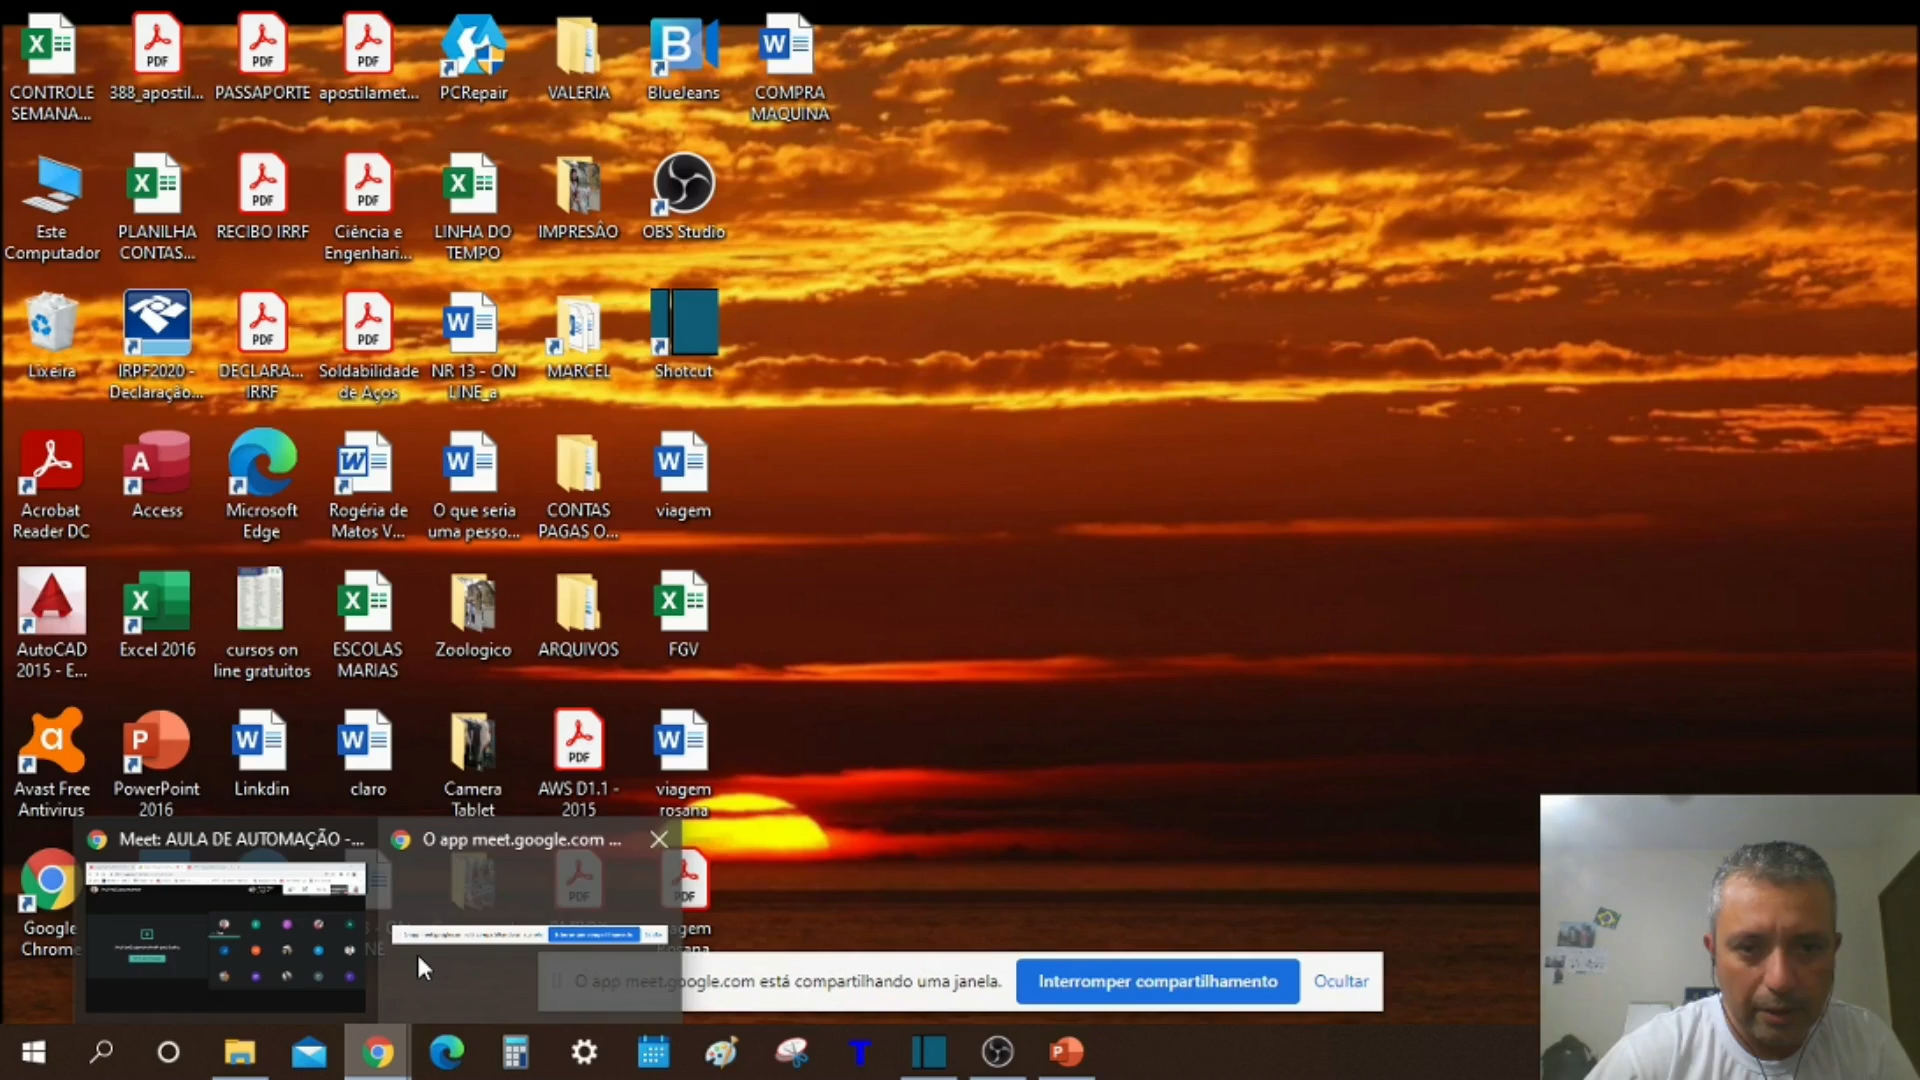 CONTROLE
SEMANA...
388_apostil...
PASSAPORTE
apostilamet...
PCRepair
VALERIA
BlueJeans
COMPRA
MAQUINA
Este
Computador
PLANILHA
CONTAS...
RECIBO IRRF
Ciência e
Engenhari...
LINHA DO
TEMPO
IMPRESÃO
OBS Studio
Lixeira
IRPF2020 -
Declaração...
DECLARA...
IRRF
Soldabilidade
de Aços
NR 13 - ON
LINE_a
MARCEL
Shotcut
Acrobat
Reader DC
Access
Microsoft
Edge
Rogéria de
Matos V...
O que seria
uma pesso...
CONTAS
PAGAS O...
viagem
AutoCAD
2015 - E...
Excel 2016
cursos on
line gratuitos
ESCOLAS
MARIAS
Zoologico
ARQUIVOS
FGV
Avast Free
Antivirus
PowerPoint
2016
Linkdin
claro
Camera
Tablet
AWS D1.1 -
2015
viagem
rosana
Meet: AULA DE AUTOMAÇÃO -...
O app meet.google.com ...
Google
Chrome
O app meet.google.com está compartilhando uma janela.
Interromper compartilhamento
Ocultar